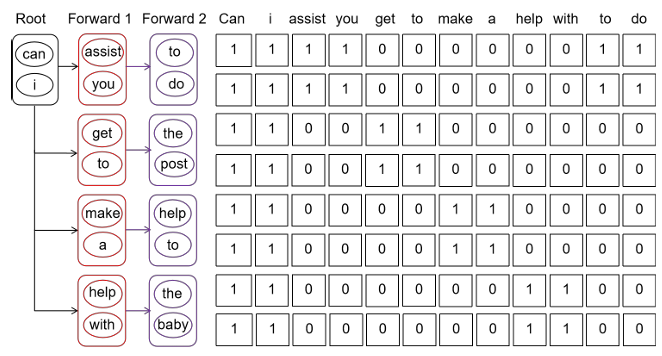 Root Forward 1 Forward 2 Can i assist you get to make a help with to do
can assist to 1 1 1 1 0 0 0 0 0 0 1 1
i you do 1 1 1 1 0 0 0 0 0 0 1 1
get the 1 1 0 0 1 1 0 0 0 0 0 0
to post 1 1 0 0 1 1 0 0 0 0 0 0
make help 1 1 0 0 0 0 1 1 0 0 0 0
a to 1 1 0 0 0 0 1 1 0 0 0 0
help the 1 1 0 0 0 0 0 0 1 1 0 0
with baby 1 1 0 0 0 0 0 0 1 1 0 0